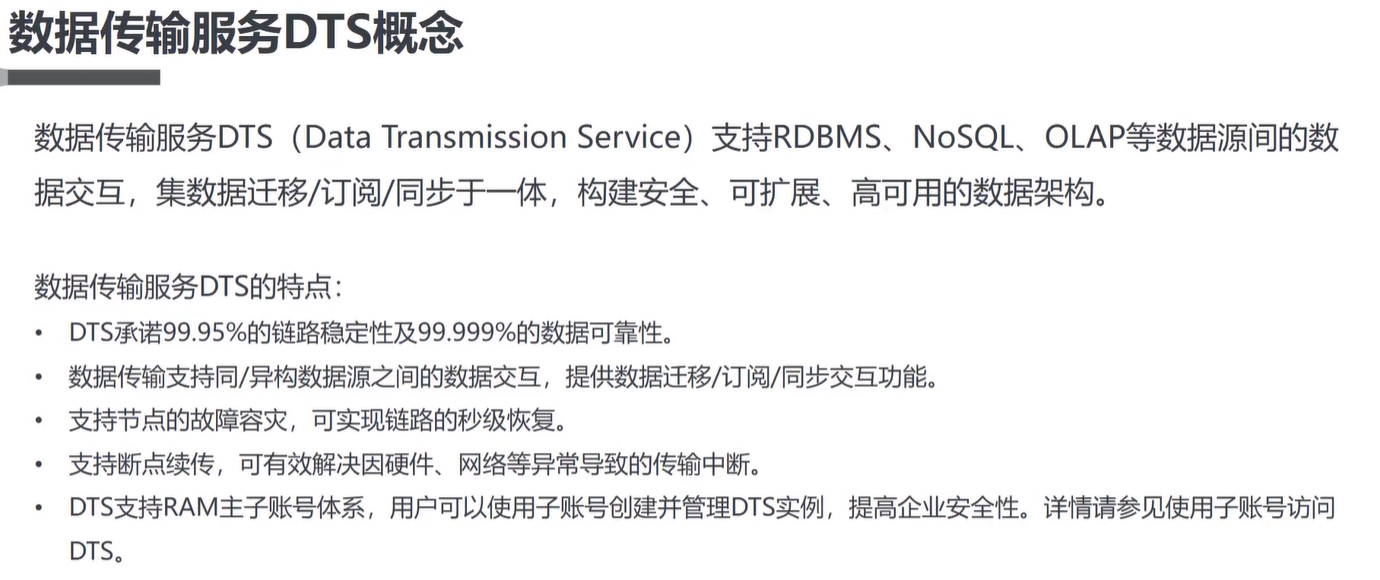 数据传输服务DTS概念
数据传输服务DTS（Data Transmission Service）支持RDBMS、NoSQL、OLAP等数据源间的数
据交互，集数据迁移/订阅/同步于一体，构建安全、可扩展、高可用的数据架构。
数据传输服务DTS的特点：
• DTS承诺99.95%的链路稳定性及99.999%的数据可靠性。
• 数据传输支持同/异构数据源之间的数据交互，提供数据迁移/订阅/同步交互功能。
• 支持节点的故障容灾，可实现链路的秒级恢复。
• 支持断点续传，可有效解决因硬件、网络等异常导致的传输中断。
• DTS支持RAM主子账号体系，用户可以使用子账号创建并管理DTS实例，提高企业安全性。详情请参见使用子账号访问
DTS。